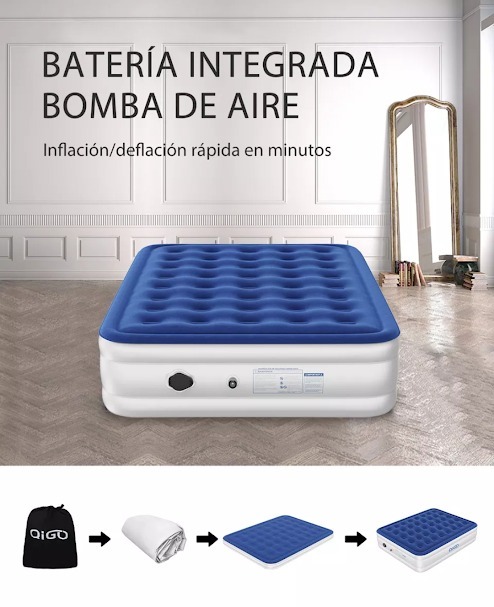 BATERÍA INTEGRADA
BOMBA DE AIRE
Inflación/deflación rápida en minutos
QIGO